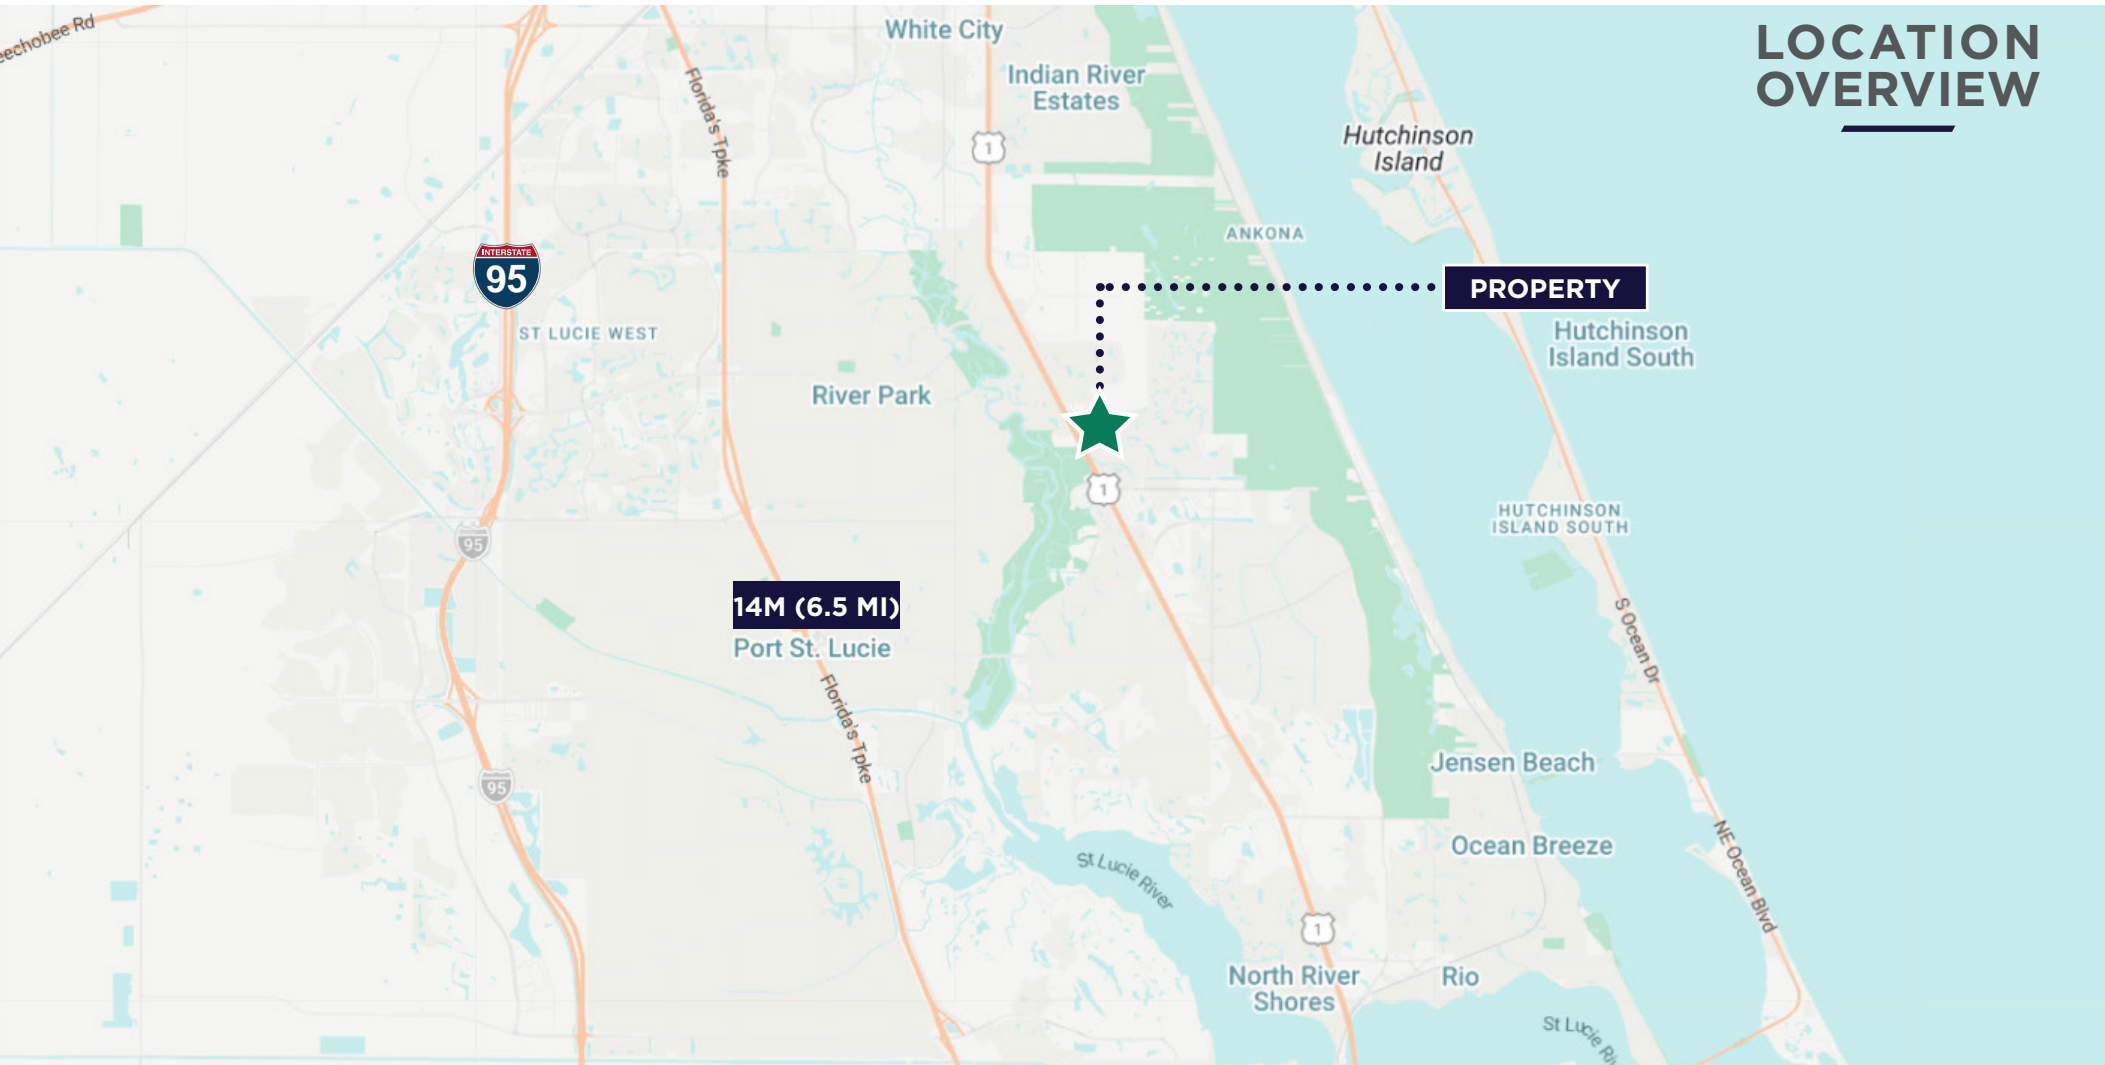 LOCATION
OVERVIEW
eechobee Rd
White City
Florida's Tpke
Indian River
Estates
1
Hutchinson
Island
ANKONA
INTERSTATE
95
PROPERTY
ST LUCIE WEST
Hutchinson
Island South
River Park
1
HUTCHINSON
ISLAND SOUTH
95
14M (6.5 MI)
Port St. Lucie
S Ocean Dr
Florida's Tpke
95
Jensen Beach
Ocean Breeze
St Lucie River
NE Ocean Blvd
1
North River
Shores
Rio
St Lucie Riv